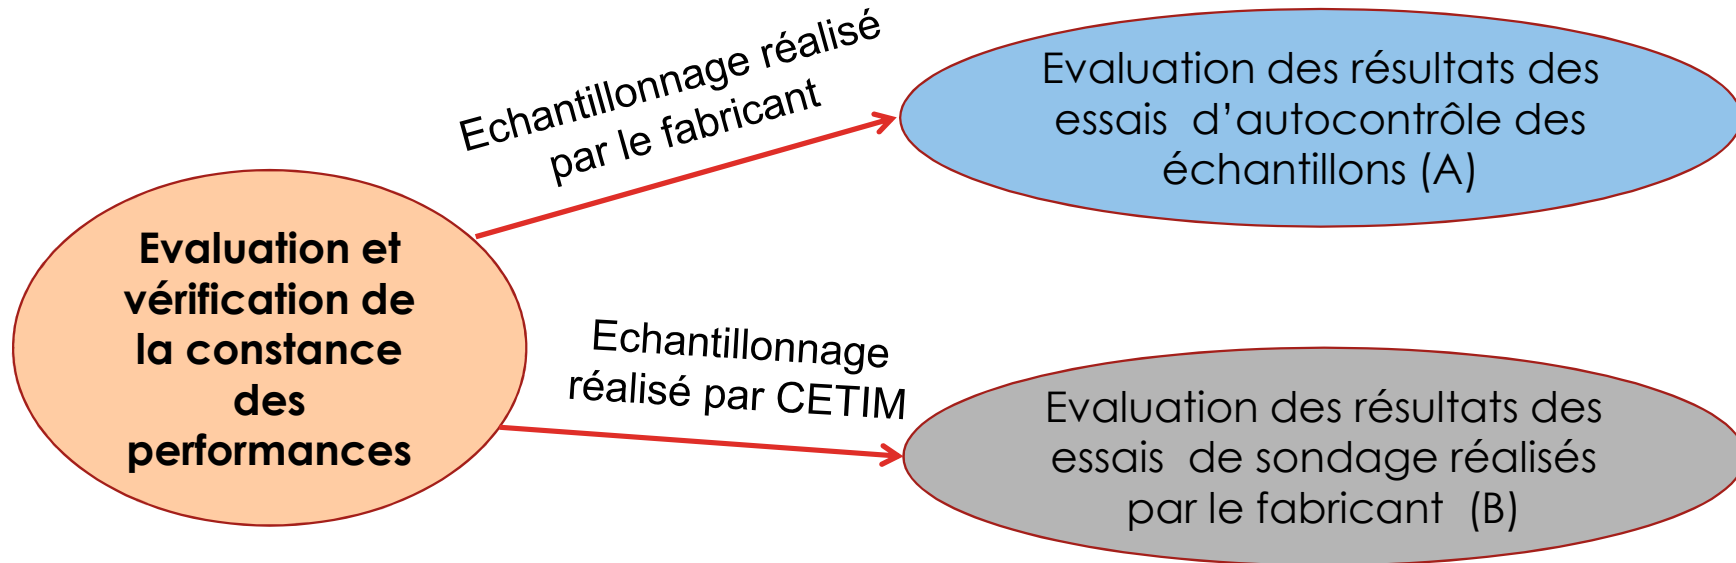 Evaluation et
vérification de
la constance
des
performances
Echantillonnage réalisé
par le fabricant
Evaluation des résultats des
essais d’autocontrôle des
échantillons (A)
Echantillonnage
réalisé par CETIM
Evaluation des résultats des
essais de sondage réalisés
par le fabricant (B)